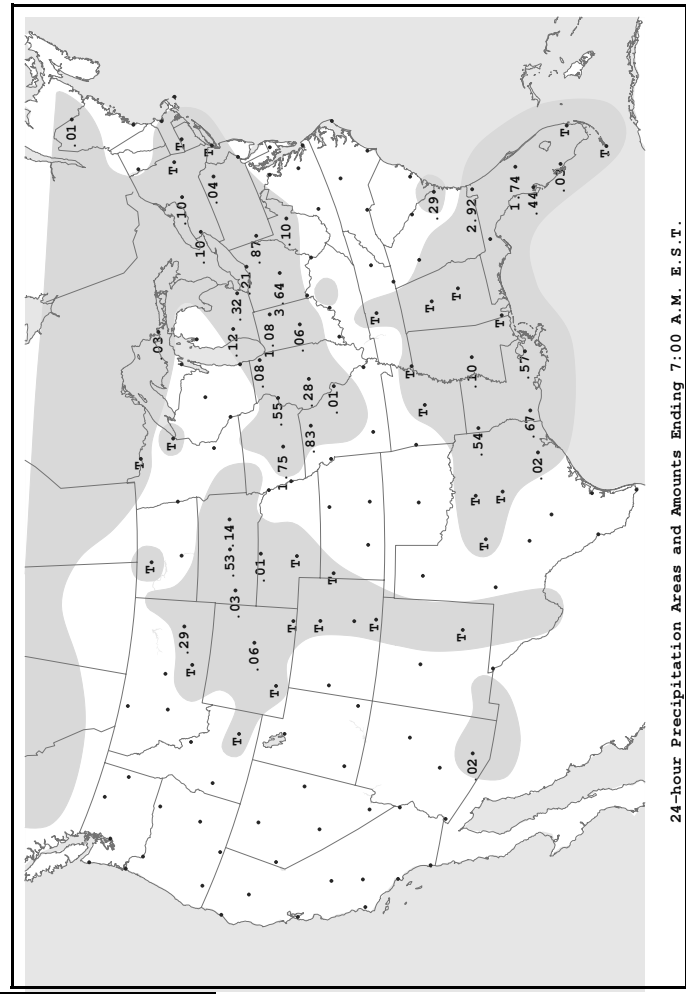 .01
T
T
.03
T
T
T
.10
.29
T
.10
T
.04
.53
.14
.12
.03
.32
T
.21
.06
.87
.08
.01
1.08
T
.55
3.64
1.75
.10
T
T
.06
.28
.83
T
T
.01
T
T
T
T
T
.29
T
T
2.92
.10
.02
T
.54
T
T
T
1.74
.57
.67
.44
.02
.03
T
T
24-hour Precipitation Areas and Amounts Ending 7:00 A.M. E.S.T.